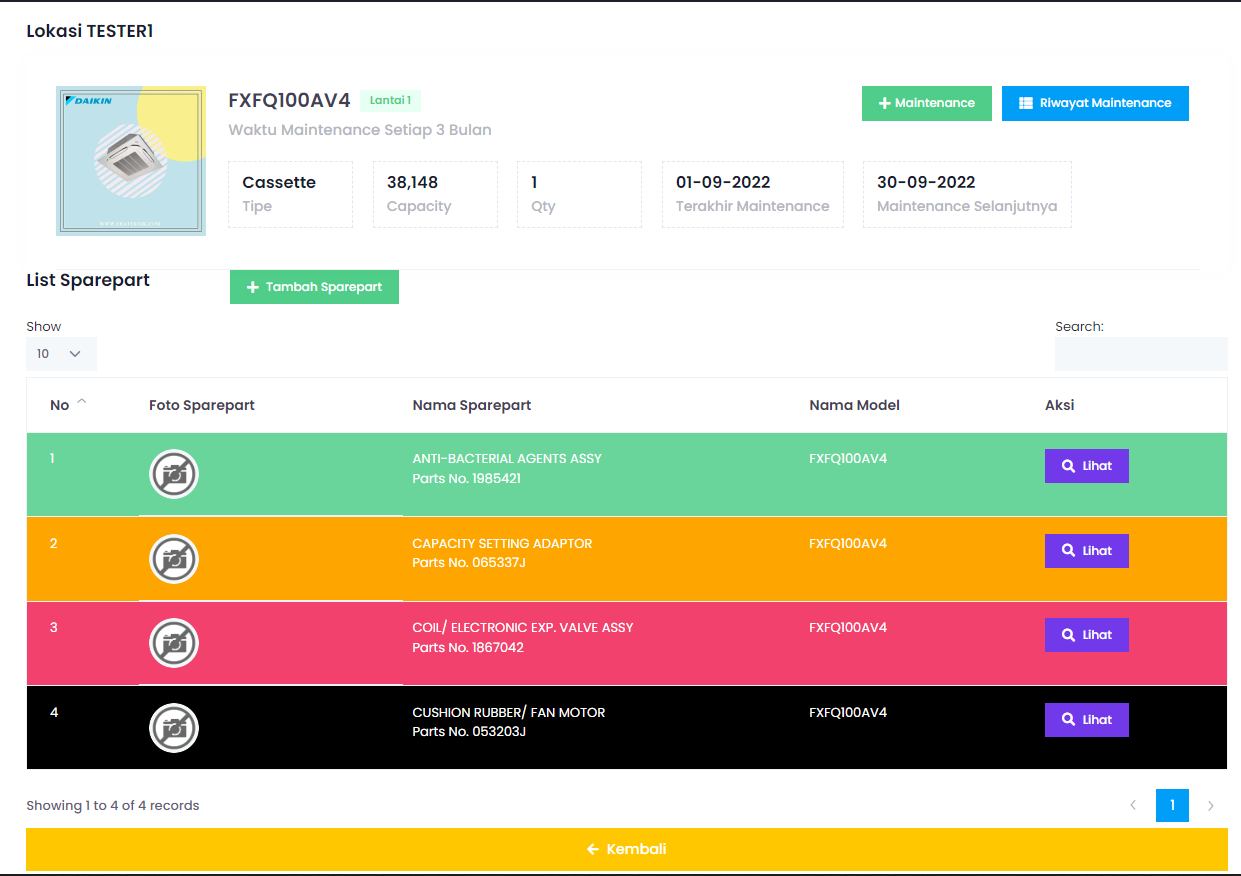 Lokasi TESTER1
DAIKIN
FXFQ100AV4 Lantai 1
Waktu Maintenance Setiap 3 Bulan
+ Maintenance
Riwayat Maintenance
Cassette
Tipe
38,148
Capacity
1
Qty
01-09-2022
Terakhir Maintenance
30-09-2022
Maintenance Selanjutnya
List Sparepart
+ Tambah Sparepart
Show
10
Search:
No Foto Sparepart Nama Sparepart Nama Model Aksi
1 ANTI-BACTERIAL AGENTS ASSY FXFQ100AV4 Lihat
Parts No. 1985421
2 CAPACITY SETTING ADAPTOR FXFQ100AV4 Lihat
Parts No. 065337J
3 COIL/ ELECTRONIC EXP. VALVE ASSY FXFQ100AV4 Lihat
Parts No. 1867042
4 CUSHION RUBBER/ FAN MOTOR FXFQ100AV4 Lihat
Parts No. 053203J
Showing 1 to 4 of 4 records
1
Kembali